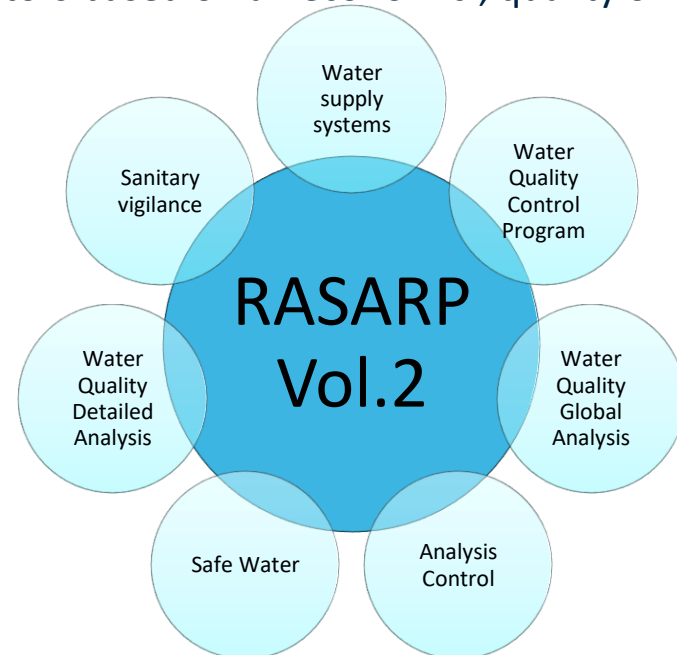 Water
supply
systems
Water
Quality
Control
Program
Water
Quality
Global
Analysis
Analysis
Control
Safe Water
Water
Quality
Detailed
Analysis
Sanitary
vigilance
RASARP
Vol.2